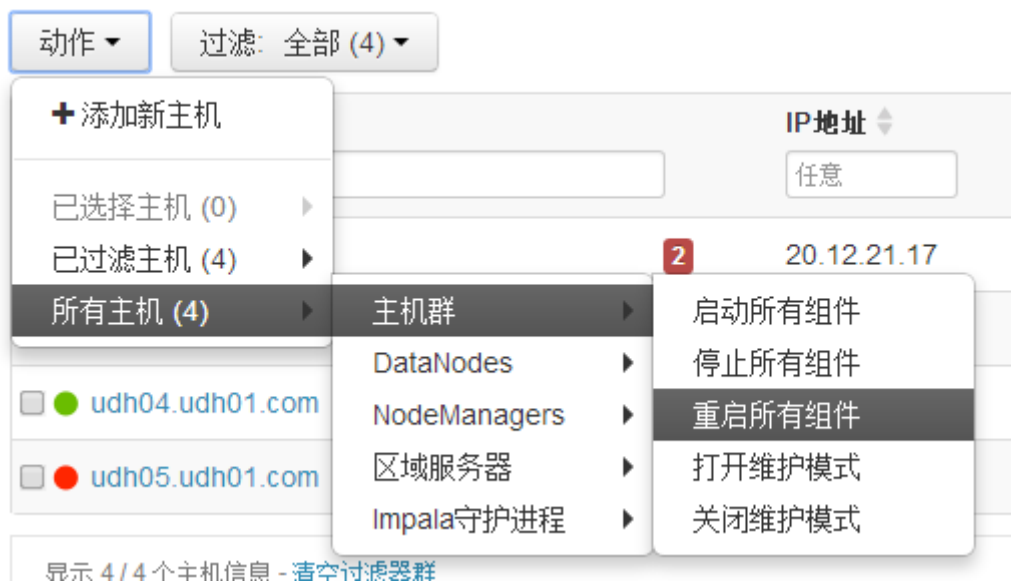 动作
过滤: 全部 (4)
添加新主机
IP地址
任意
已选择主机 (0)
已过滤主机 (4)
2
20.12.21.17
所有主机 (4)
主机群
启动所有组件
DataNodes
停止所有组件
udh04.udh01.com
NodeManagers
重启所有组件
udh05.udh01.com
区域服务器
打开维护模式
Impala守护进程
关闭维护模式
显示 4 / 4 个主机信息 - 清空过滤器群